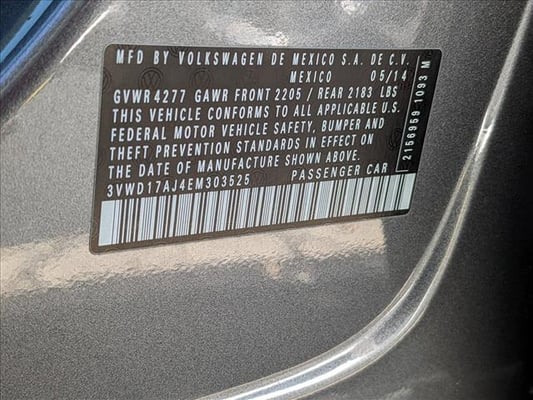 MFD BY VOLKSWAGEN DE MEXICO S.A. DE C.V.
MEXICO 05/14
GVWR 4277 GAWR FRONT 2205 / REAR 2183 LBS
THIS VEHICLE CONFORMS TO ALL APPLICABLE U.S.
FEDERAL MOTOR VEHICLE SAFETY, BUMPER AND
THEFT PREVENTION STANDARDS IN EFFECT ON
THE DATE OF MANUFACTURE SHOWN ABOVE.
3VWD17AJ4EM303525 PASSENGER CAR
2156959 1093 M